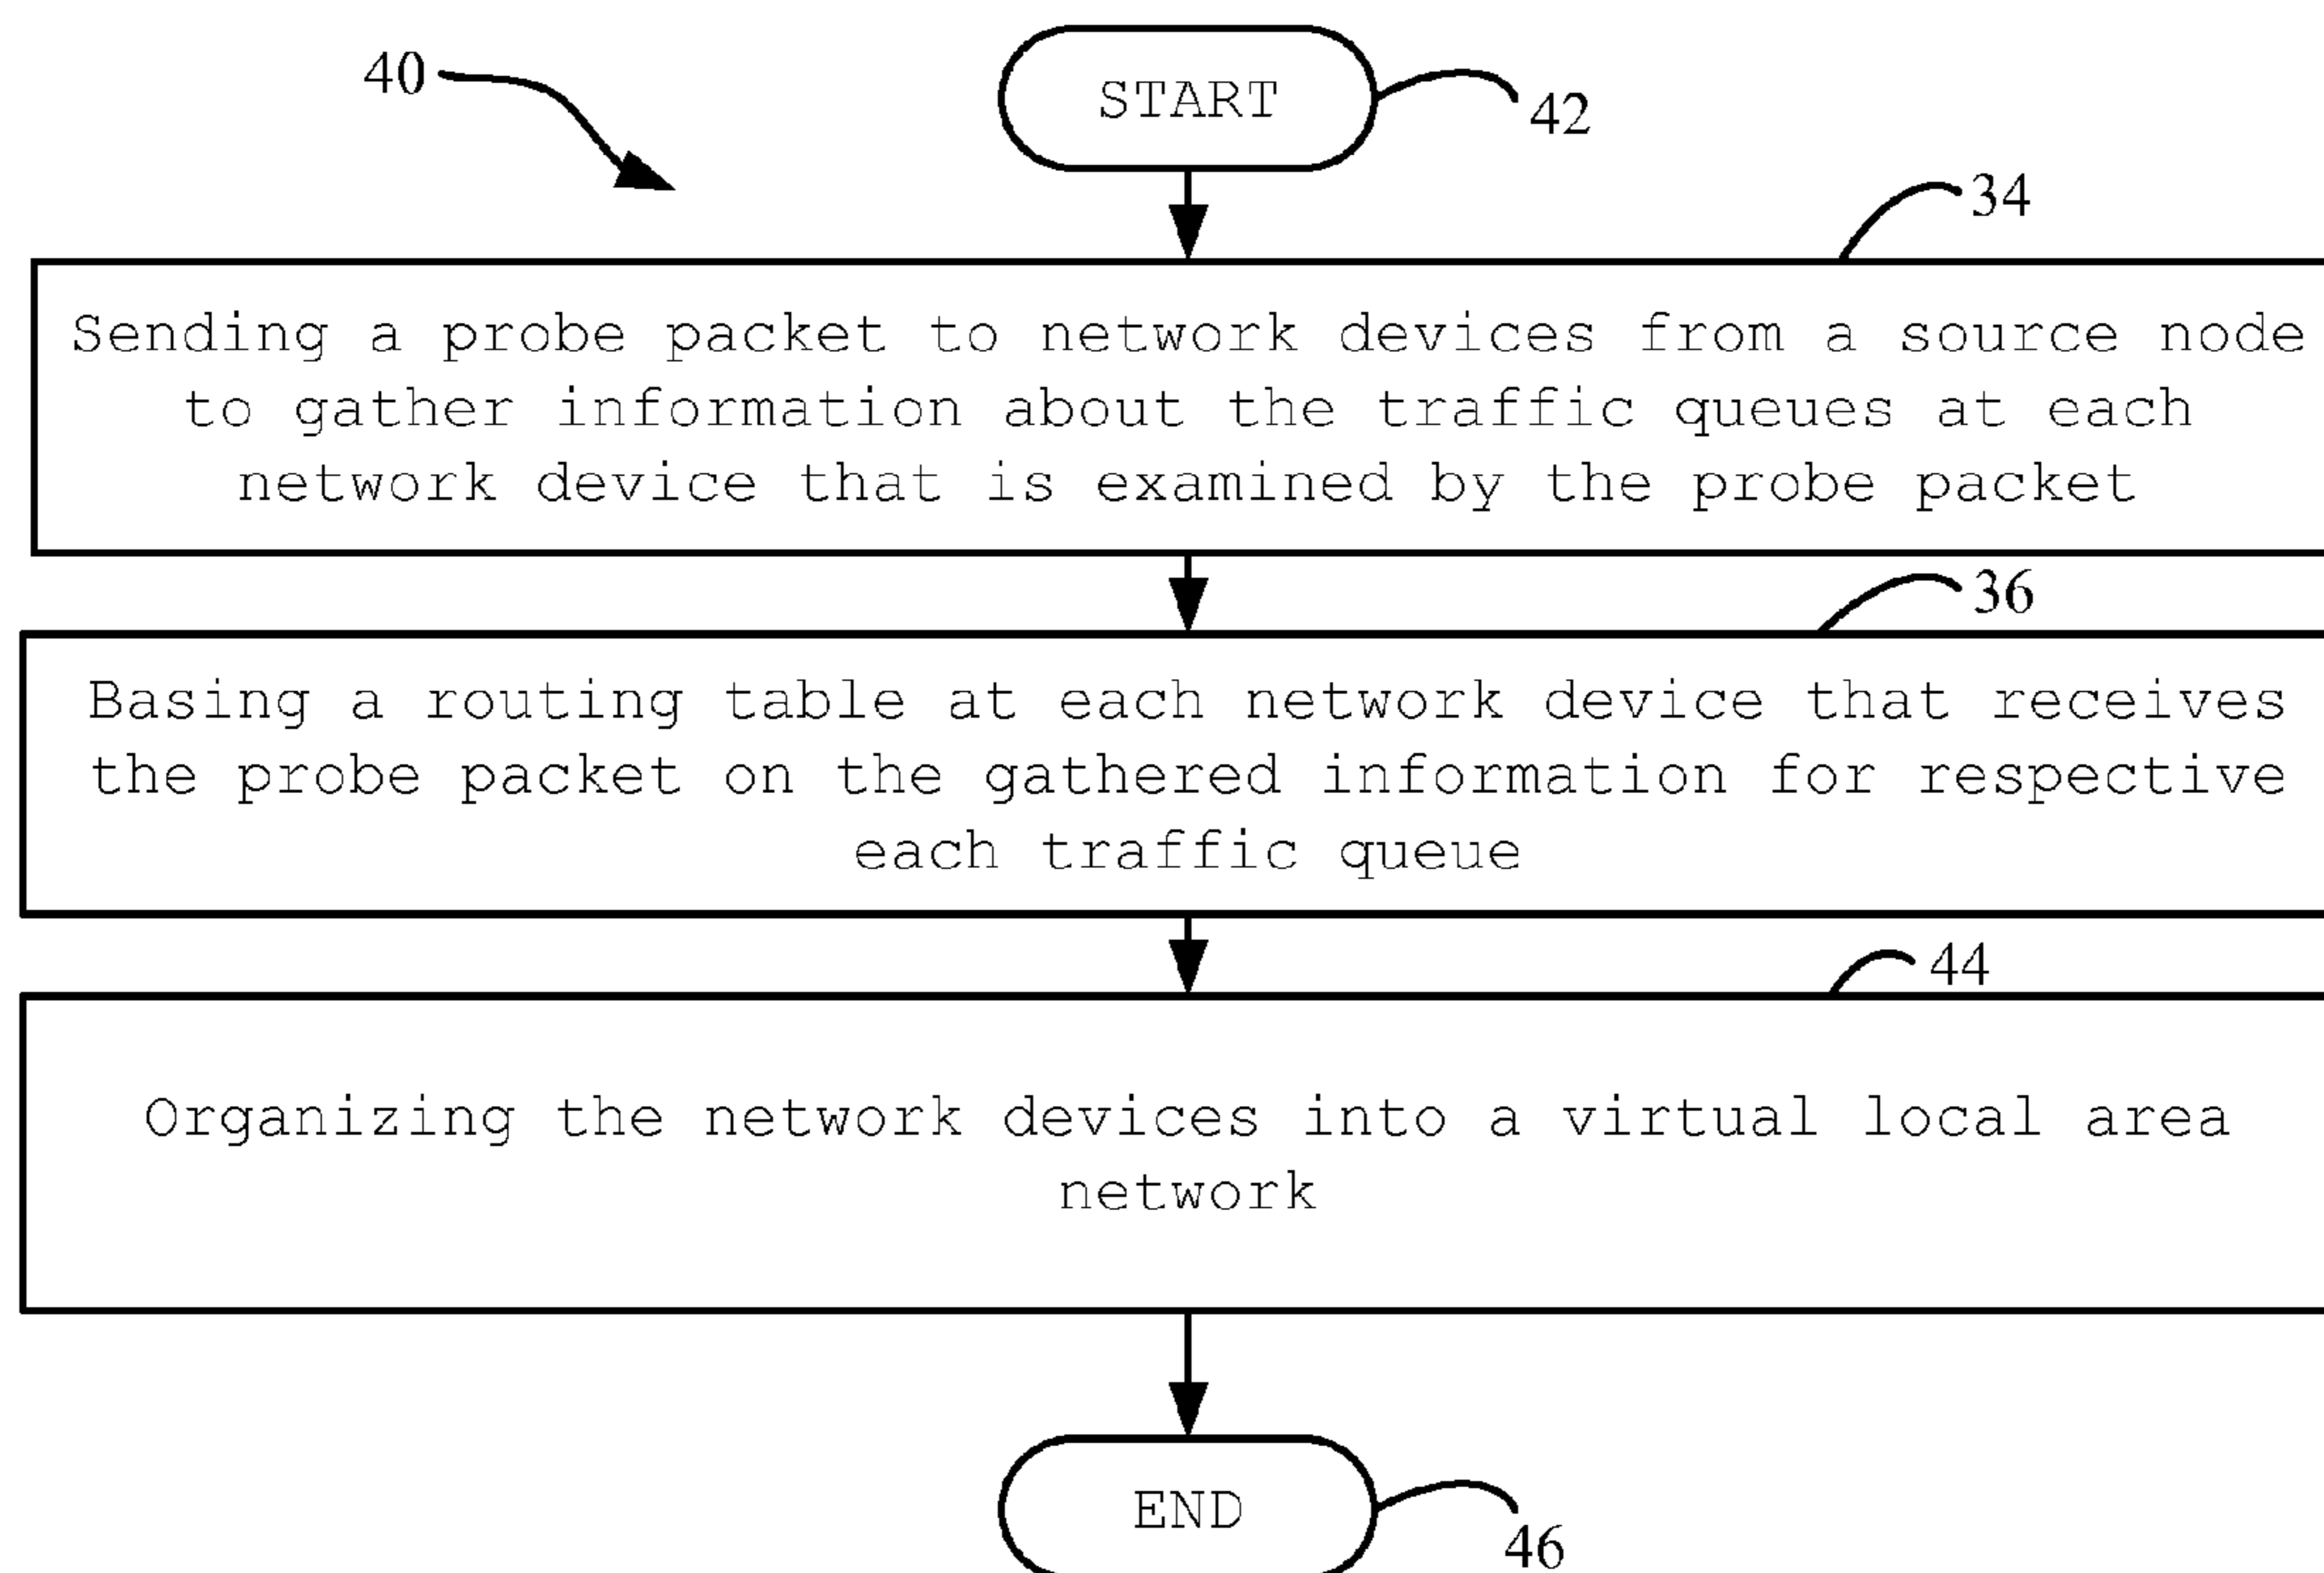 40
START
42
34
Sending a probe packet to network devices from a source node
to gather information about the traffic queues at each
network device that is examined by the probe packet
36
Basing a routing table at each network device that receives
the probe packet on the gathered information for respective
each traffic queue
44
Organizing the network devices into a virtual local area
network
END
46